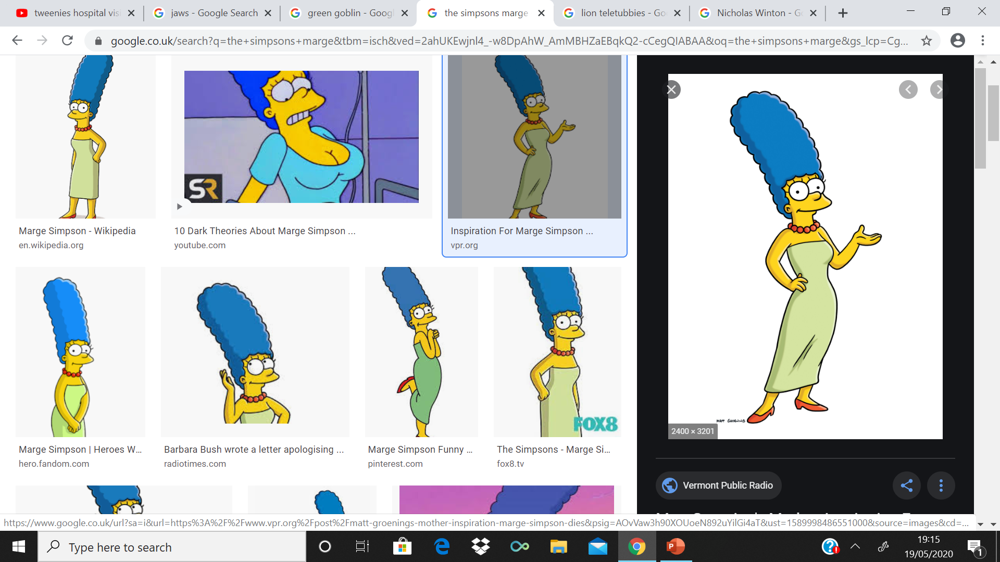 tweenies hospital visi
jaws - Google Search
green goblin - Googl
the simpsons marge
lion teletubbies - Go
Nicholas Winton - G
google.co.uk/search?q=the+simpsons+marge&tbm=isch&ved=2ahUKEwjnl4_-w8DpAhW_AmMBHZaEBqkQ2-cCegQIABAA&oq=the+simpsons+marge&gs_lcp=Cg...
SR
Marge Simpson - Wikipedia
en.wikipedia.org
10 Dark Theories About Marge Simpson ...
youtube.com
Inspiration For Marge Simpson ...
vpr.org
MATT GROENING
2400 × 3201
FOX8
Marge Simpson | Heroes W...
hero.fandom.com
Barbara Bush wrote a letter apologising ...
radiotimes.com
Marge Simpson Funny ...
pinterest.com
The Simpsons - Marge Si...
fox8.tv
Vermont Public Radio
https://www.google.co.uk/url?sa=i&url=https%3A%2F%2Fwww.vpr.org%2Fpost%2Fmatt-groenings-mother-inspiration-marge-simpson-dies&psig=AOvVaw3h90XOUoeN892uYilGi4aT&ust=1589998486551000&source=images&cd=...
Type here to search
19:15
19/05/2020
1